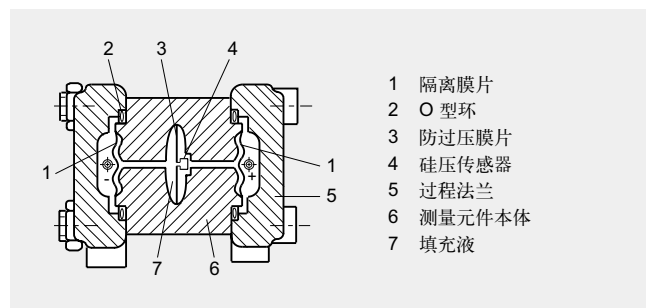 2 3 4
1 1
- +
5
7 6
1 隔离膜片
2 O 型环
3 防过压膜片
4 硅压传感器
5 过程法兰
6 测量元件本体
7 填充液